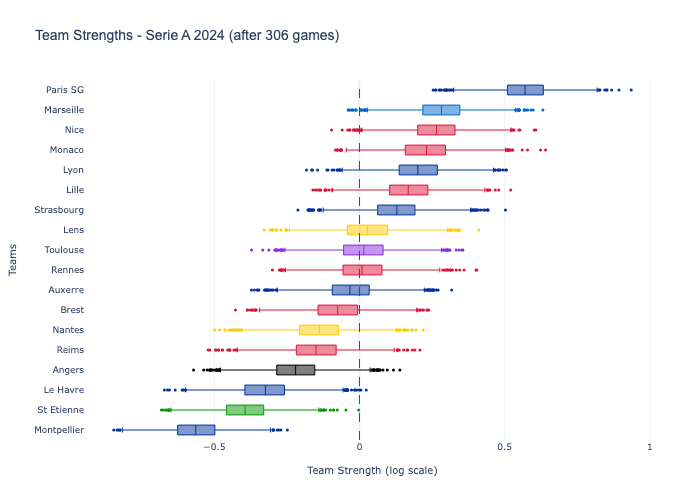 Team Strengths - Serie A 2024 (after 306 games)
Paris SG
Marseille
Nice
Monaco
Lyon
Lille
Strasbourg
Lens
Toulouse
Rennes
Auxerre
Brest
Nantes
Reims
Angers
Le Havre
St Etienne
Montpellier
Teams
−0.5
0
0.5
1
Team Strength (log scale)